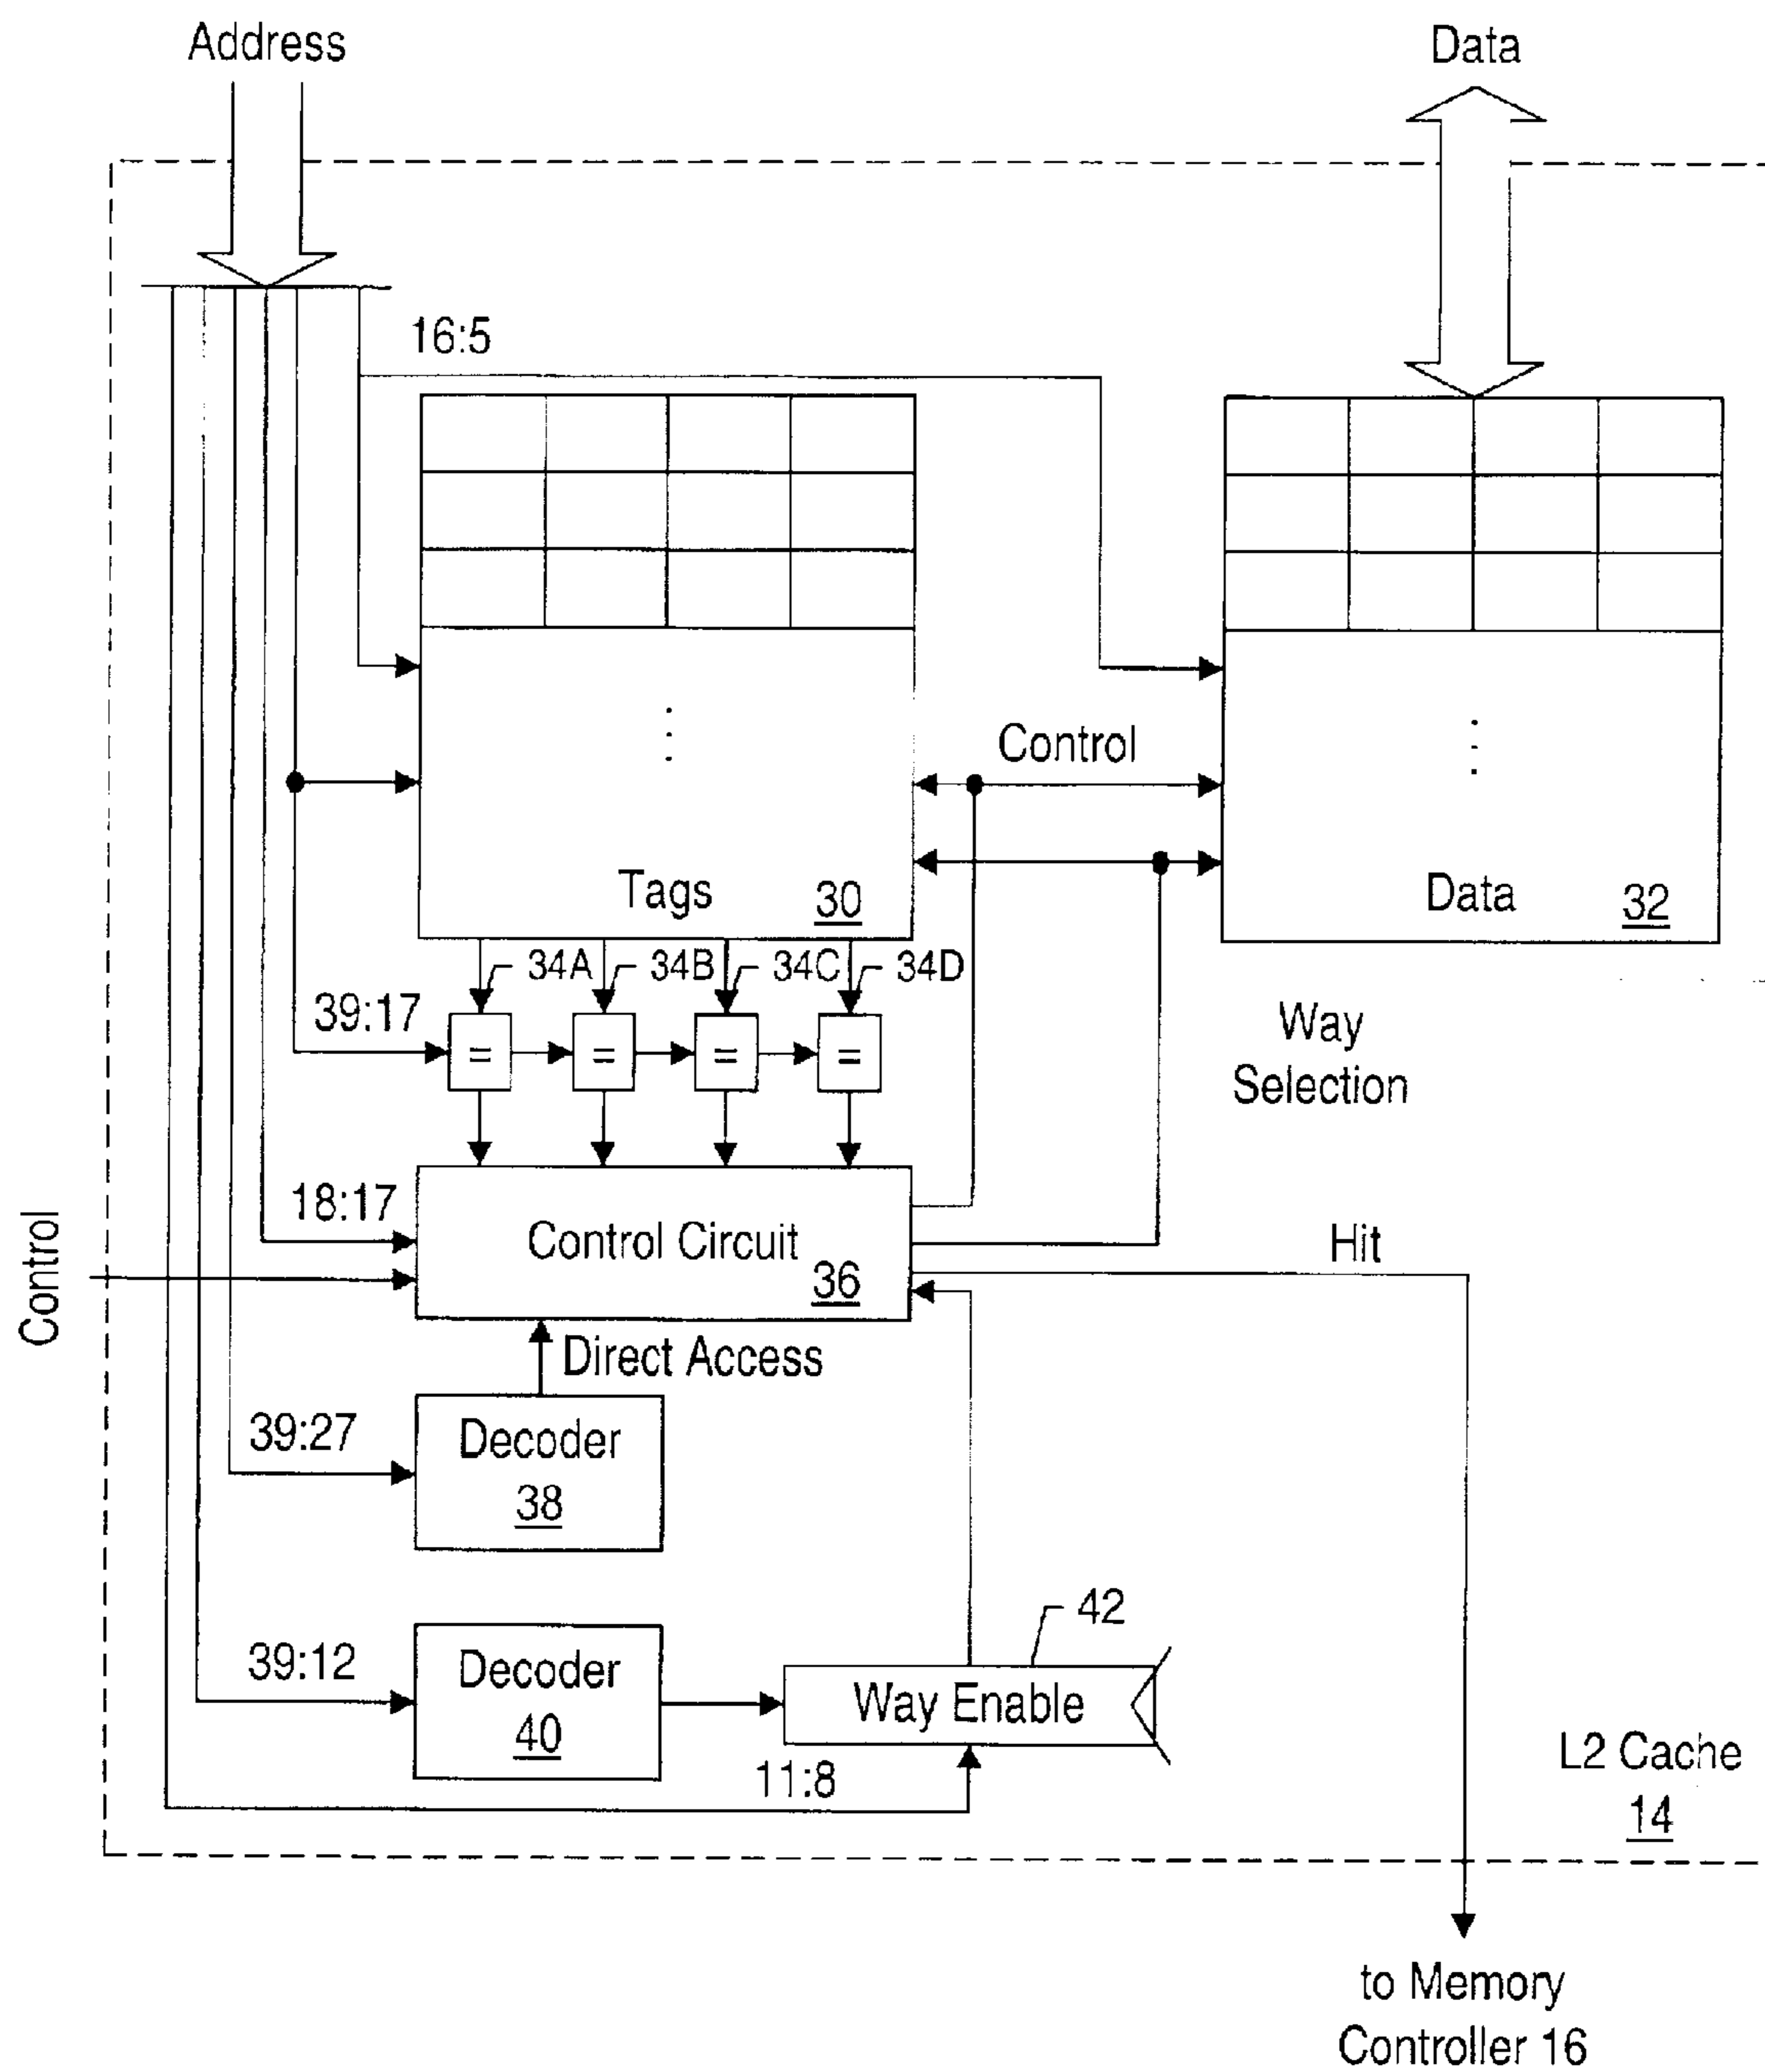 Address
Data
16:5
Control
Tags
30
Data
32
34A
34B
34C
34D
39:17
=
=
=
=
Way
Selection
18:17
Control
Control Circuit
36
Hit
Direct Access
39:27
Decoder
38
42
39:12
Decoder
40
Way Enable
11:8
L2 Cache
14
to Memory
Controller 16